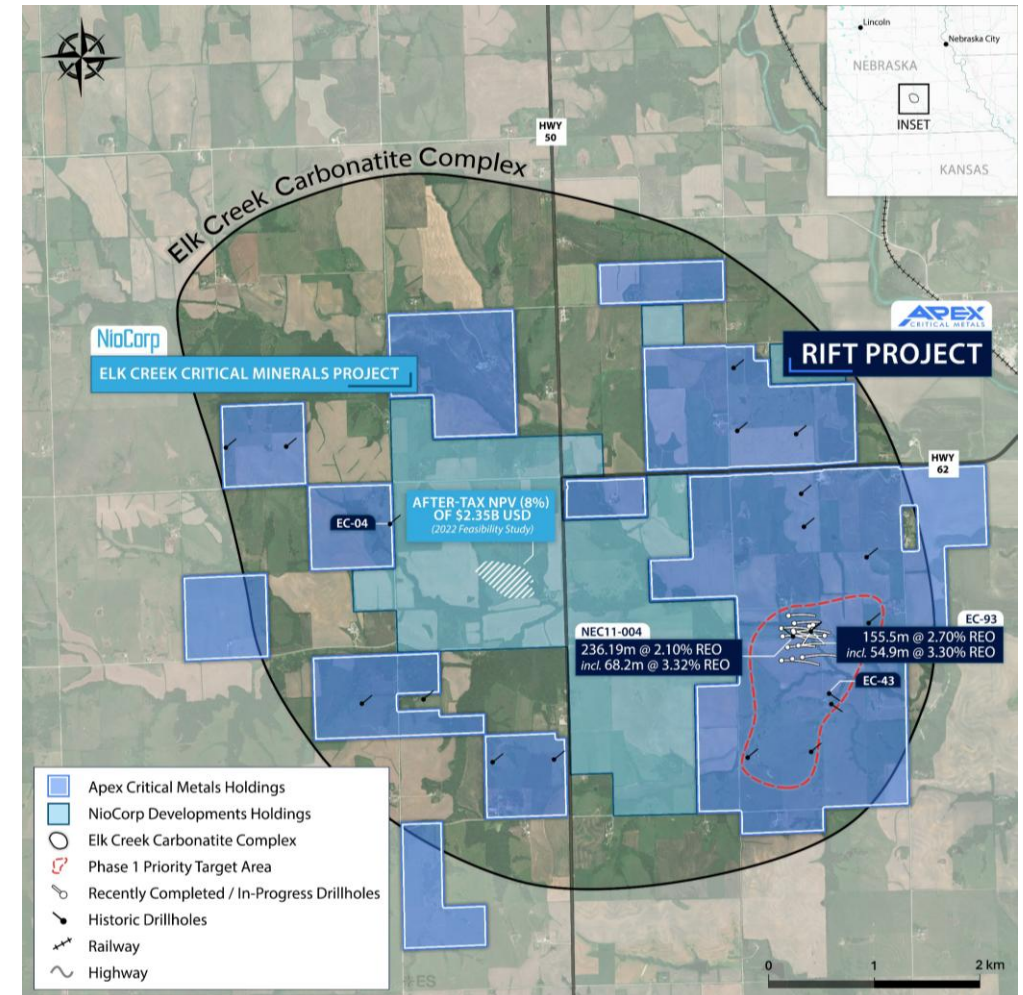 Lincoln
Nebraska City
NEBRASKA
INSET
KANSAS
HWY
50
Elk Creek Carbonatite Complex
NioCorp
ELK CREEK CRITICAL MINERALS PROJECT
APEX
CRITICAL METALS
RIFT PROJECT
HWY
62
EC-04
AFTER-TAX NPV (8%)
OF $2.35B USD
(2022 Feasibility Study)
NEC11-004
236.19m @ 2.10% REO
incl. 68.2m @ 3.32% REO
EC-93
155.5m @ 2.70% REO
incl. 54.9m @ 3.30% REO
EC-43
Apex Critical Metals Holdings
NioCorp Developments Holdings
Elk Creek Carbonatite Complex
Phase 1 Priority Target Area
Recently Completed / In-Progress Drillholes
Historic Drillholes
Railway
Highway
0 1 2 km